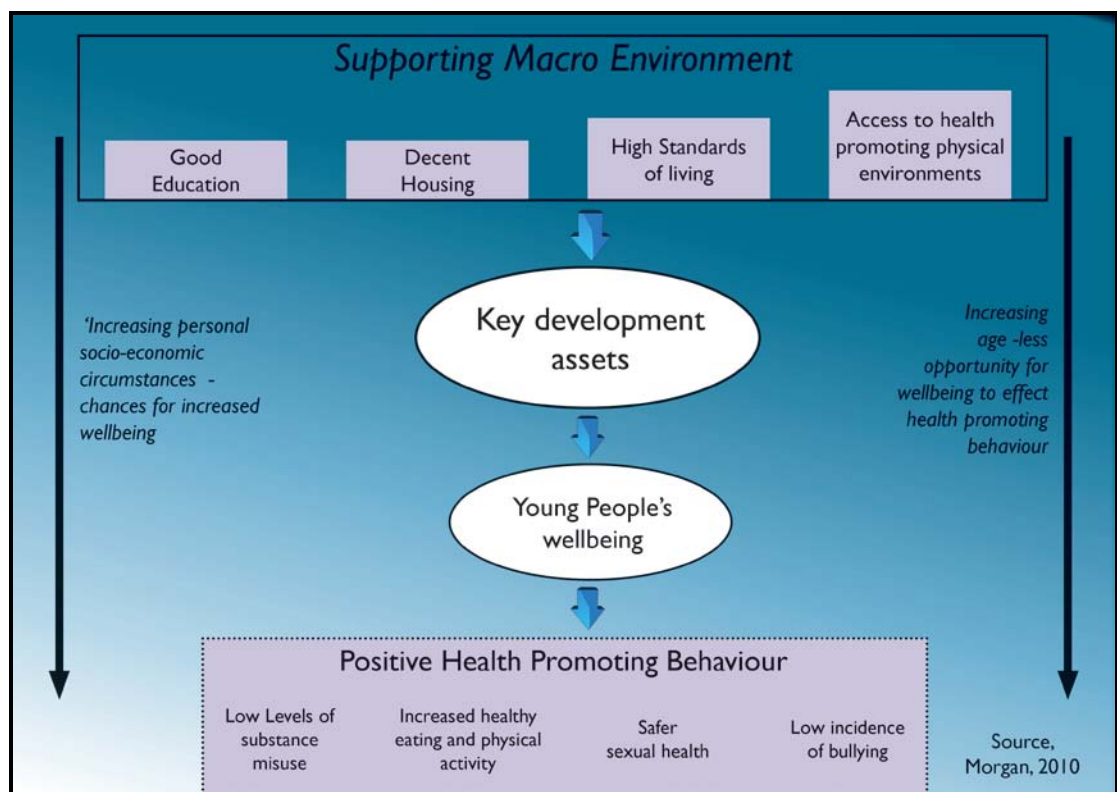 Supporting Macro Environment
Good
Education
Decent
Housing
High Standards
of living
Access to health
promoting physical
environments
Key development
assets
'Increasing personal
socio-economic
circumstances -
chances for increased
wellbeing
Increasing
age -less
opportunity for
wellbeing to effect
health promoting
behaviour
Young People's
wellbeing
Positive Health Promoting Behaviour
Low Levels of
substance
misuse
Increased healthy
eating and physical
activity
Safer
sexual health
Low incidence
of bullying
Source,
Morgan, 2010